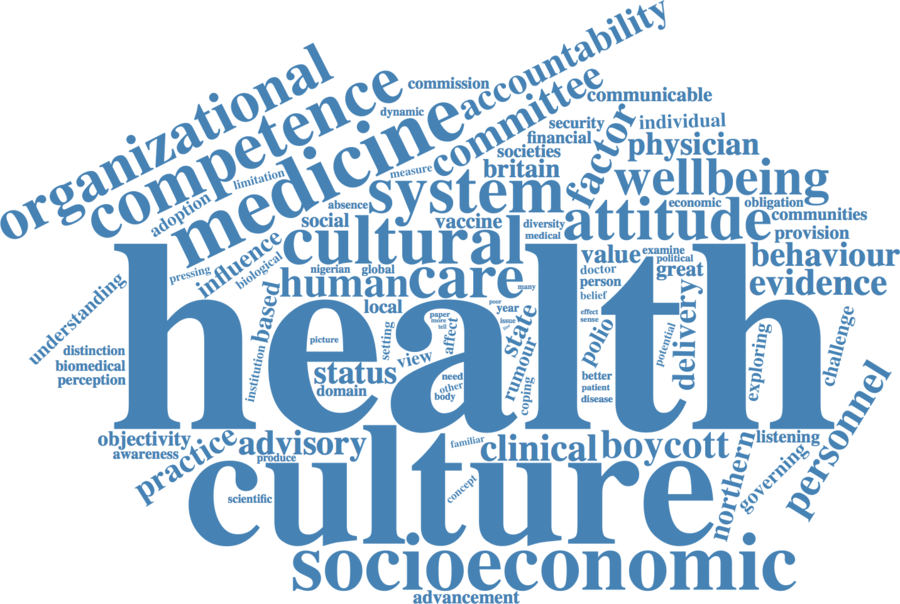 organizational
competence
medicine
accountability
committee
commission
dynamic
communicable
security
individual
financial
societies
factor
physician
measure
britain
wellbeing
limitation
adoption
absence
system
economic
obligation
social
vaccine
diversity
medical
attitude
communities
provision
influence
biological
pressing
cultural
value
examine
political
behaviour
nigerian
global
doctor
great
human
care
many
person
evidence
understanding
based
local
poor
year
belief
health
paper
more
tell
issue
effect
sense
state
setting
affect
polio
potential
delivery
exploring
challenge
picture
distinction
biomedical
perception
institution
status
view
domain
need
other
body
rumour
coping
better
patient
disease
personnel
objectivity
awareness
practice
advisory
produce
familiar
clinical
boycott
northern
listening
governing
culture
scientific
concept
socioeconomic
advancement